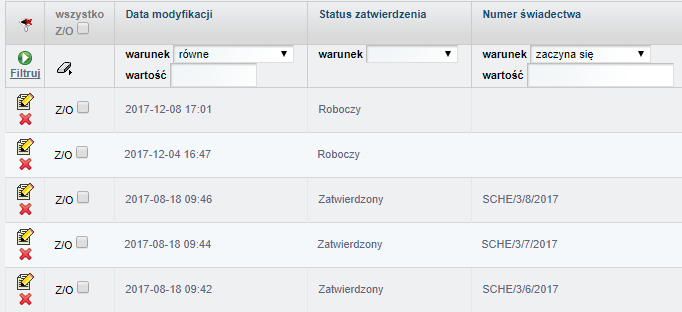 wszystko Data modyfikacji Status zatwierdzenia Numer świadectwa
Z/O
warunek równe warunek warunek zaczyna się
Filtruj wartość wartość
Z/O 2017-12-08 17:01 Roboczy
Z/O 2017-12-04 16:47 Roboczy
Z/O 2017-08-18 09:46 Zatwierdzony SCHE/3/8/2017
Z/O 2017-08-18 09:44 Zatwierdzony SCHE/3/7/2017
Z/O 2017-08-18 09:42 Zatwierdzony SCHE/3/6/2017